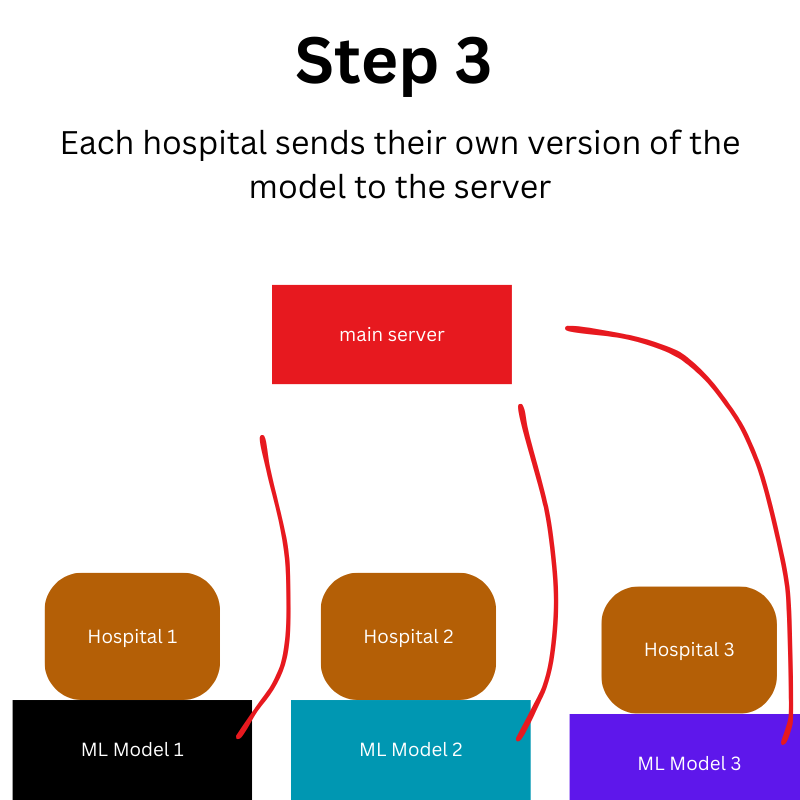 Step 3
Each hospital sends their own version of the
model to the server
main server
Hospital 1
Hospital 2
Hospital 3
ML Model 1
ML Model 2
ML Model 3